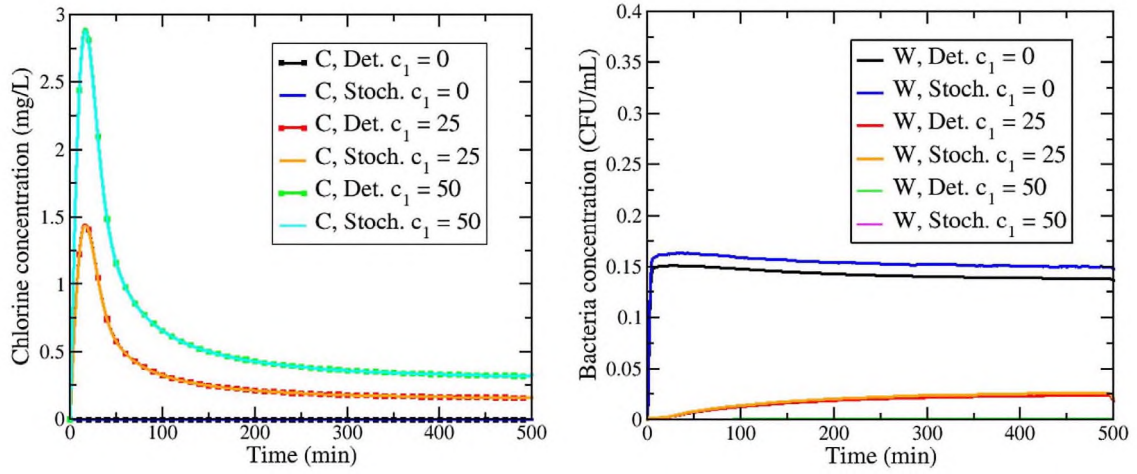 3
2.5
2
1.5
1
0.5
0
0 100 200 300 400 500
Time (min)
Chlorine concentration (mg/L)
C, Det. c1 = 0
C, Stoch. c1 = 0
C, Det. c1 = 25
C, Stoch. c1 = 25
C, Det. c1 = 50
C, Stoch. c1 = 50
0.4
0.35
0.3
0.25
0.2
0.15
0.1
0.05
0
0 100 200 300 400 500
Time (min)
Bacteria concentration (CFU/mL)
W, Det. c1 = 0
W, Stoch. c1 = 0
W, Det. c1 = 25
W, Stoch. c1 = 25
W, Det. c1 = 50
W, Stoch. c1 = 50